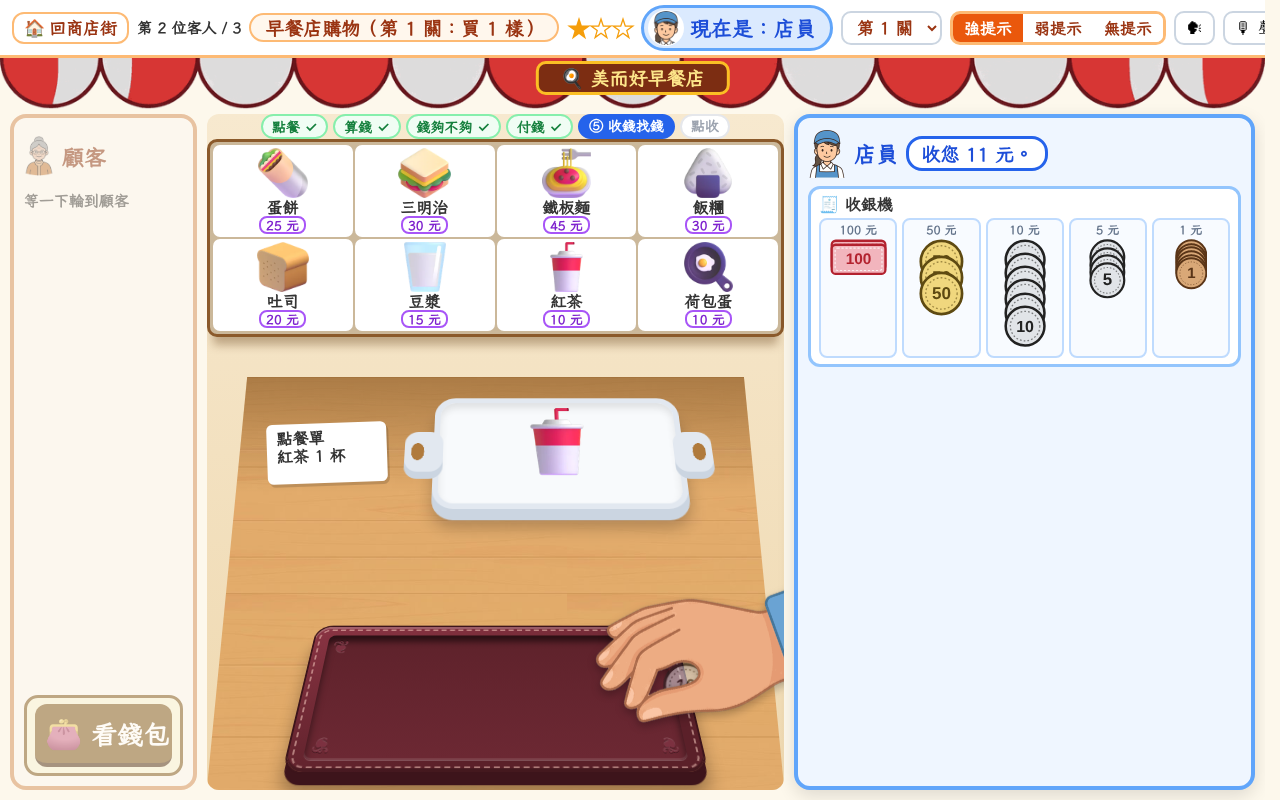 🏠 回商店街
第 2 位客人 / 3
早餐店購物（第 1 關：買 1 樣）
現在是：店員
第 1 關
強提示
弱提示
無提示
美而好早餐店
顧客
等一下輪到顧客
看錢包
點餐 ✓
算錢 ✓
錢夠不夠 ✓
付錢 ✓
⑤ 收錢找錢
點收
蛋餅
25 元
三明治
30 元
鐵板麵
45 元
飯糰
30 元
吐司
20 元
豆漿
15 元
紅茶
10 元
荷包蛋
10 元
點餐單
紅茶 1 杯
店員
收您 11 元。
收銀機
100 元
50 元
10 元
5 元
1 元
100
50
10
5
1